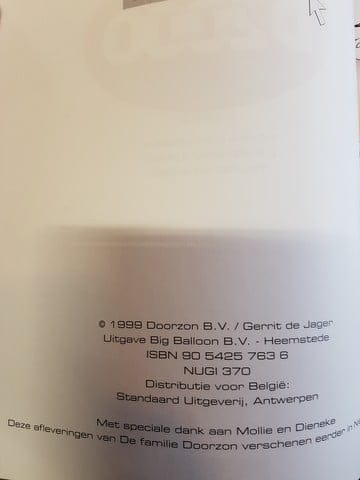 © 1999 Doorzon B.V. / Gerrit de Jager
Uitgave Big Balloon B.V. - Heemstede
ISBN 90 5425 763 6
NUGI 370
Distributie voor België:
Standaard Uitgeverij, Antwerpen
Met speciale dank aan Mollie en Dieneke
Deze afleveringen van De familie Doorzon verschenen eerder in